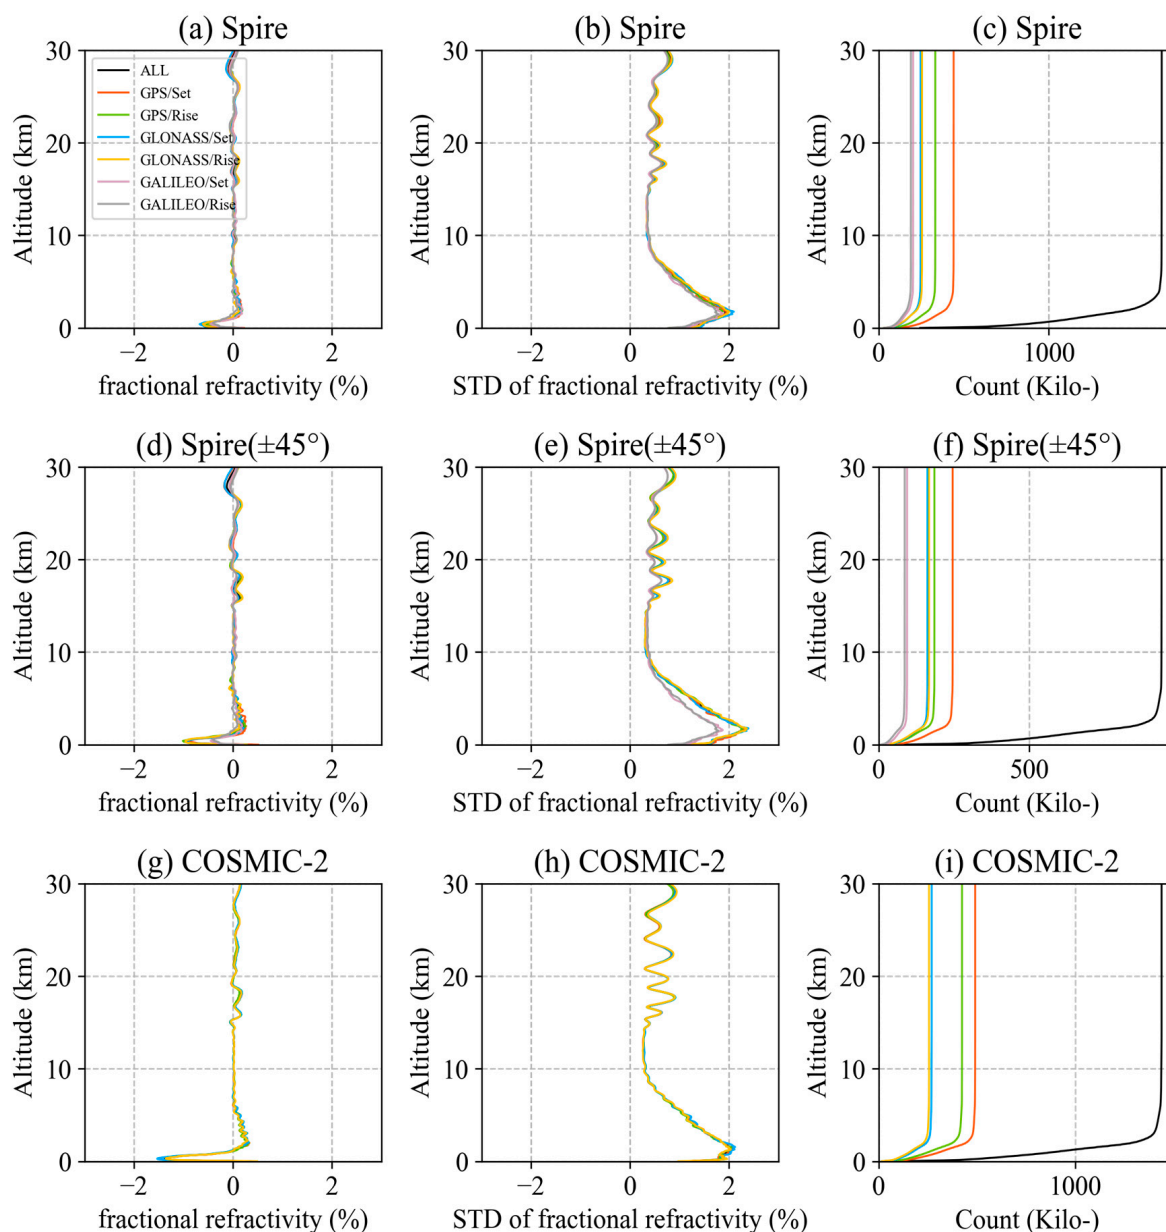 (a) Spire
(b) Spire
(c) Spire
30
20
10
0
Altitude (km)
ALL
GPS/Set
GPS/Rise
GLONASS/Set
GLONASS/Rise
GALILEO/Set
GALILEO/Rise
−2 0 2
fractional refractivity (%)
30
20
10
0
Altitude (km)
−2 0 2
STD of fractional refractivity (%)
30
20
10
0
Altitude (km)
0 1000
Count (Kilo-)
(d) Spire(±45°)
(e) Spire(±45°)
(f) Spire(±45°)
30
20
10
0
Altitude (km)
−2 0 2
fractional refractivity (%)
30
20
10
0
Altitude (km)
−2 0 2
STD of fractional refractivity (%)
30
20
10
0
Altitude (km)
0 500
Count (Kilo-)
(g) COSMIC-2
(h) COSMIC-2
(i) COSMIC-2
30
20
10
0
Altitude (km)
−2 0 2
fractional refractivity (%)
30
20
10
0
Altitude (km)
−2 0 2
STD of fractional refractivity (%)
30
20
10
0
Altitude (km)
0 1000
Count (Kilo-)